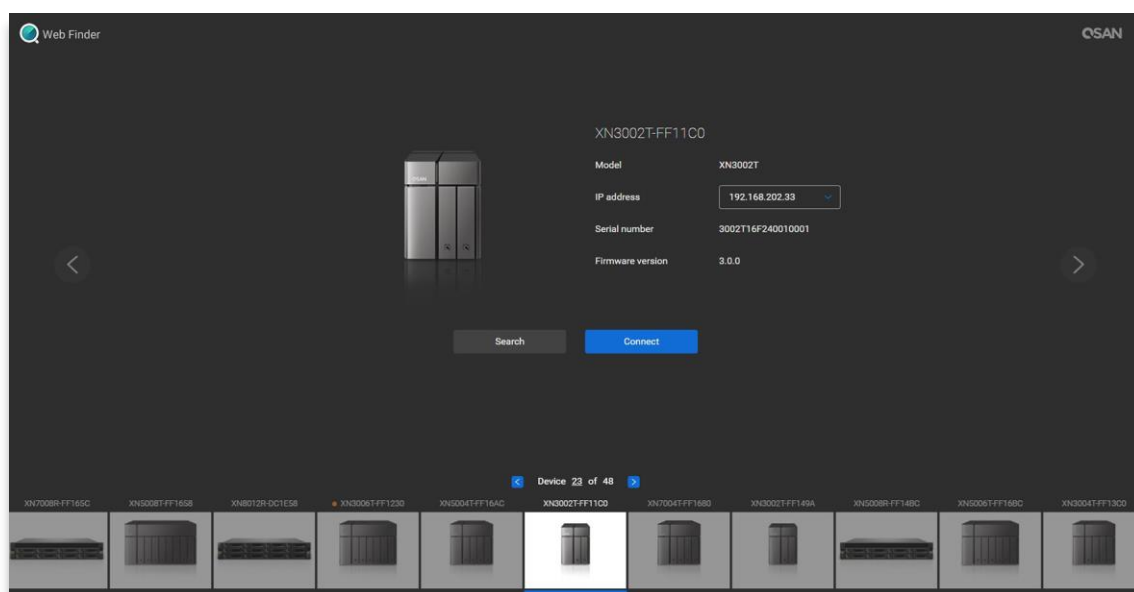 Web Finder
QSAN
XN3002T-FF11C0
Model XN3002T
IP address 192.168.202.33
Serial number 3002T16F240010001
Firmware version 3.0.0
Search Connect
Device 23 of 48
XN7008R-FF165C XN5008T-FF1658 XN8012R-DC1E58 XN3006T-FF1230 XN5004T-FF16AC XN3002T-FF11C0 XN7004T-FF1680 XN3002T-FF149A XN5008R-FF148C XN5006T-FF168C XN3004T-FF13C0